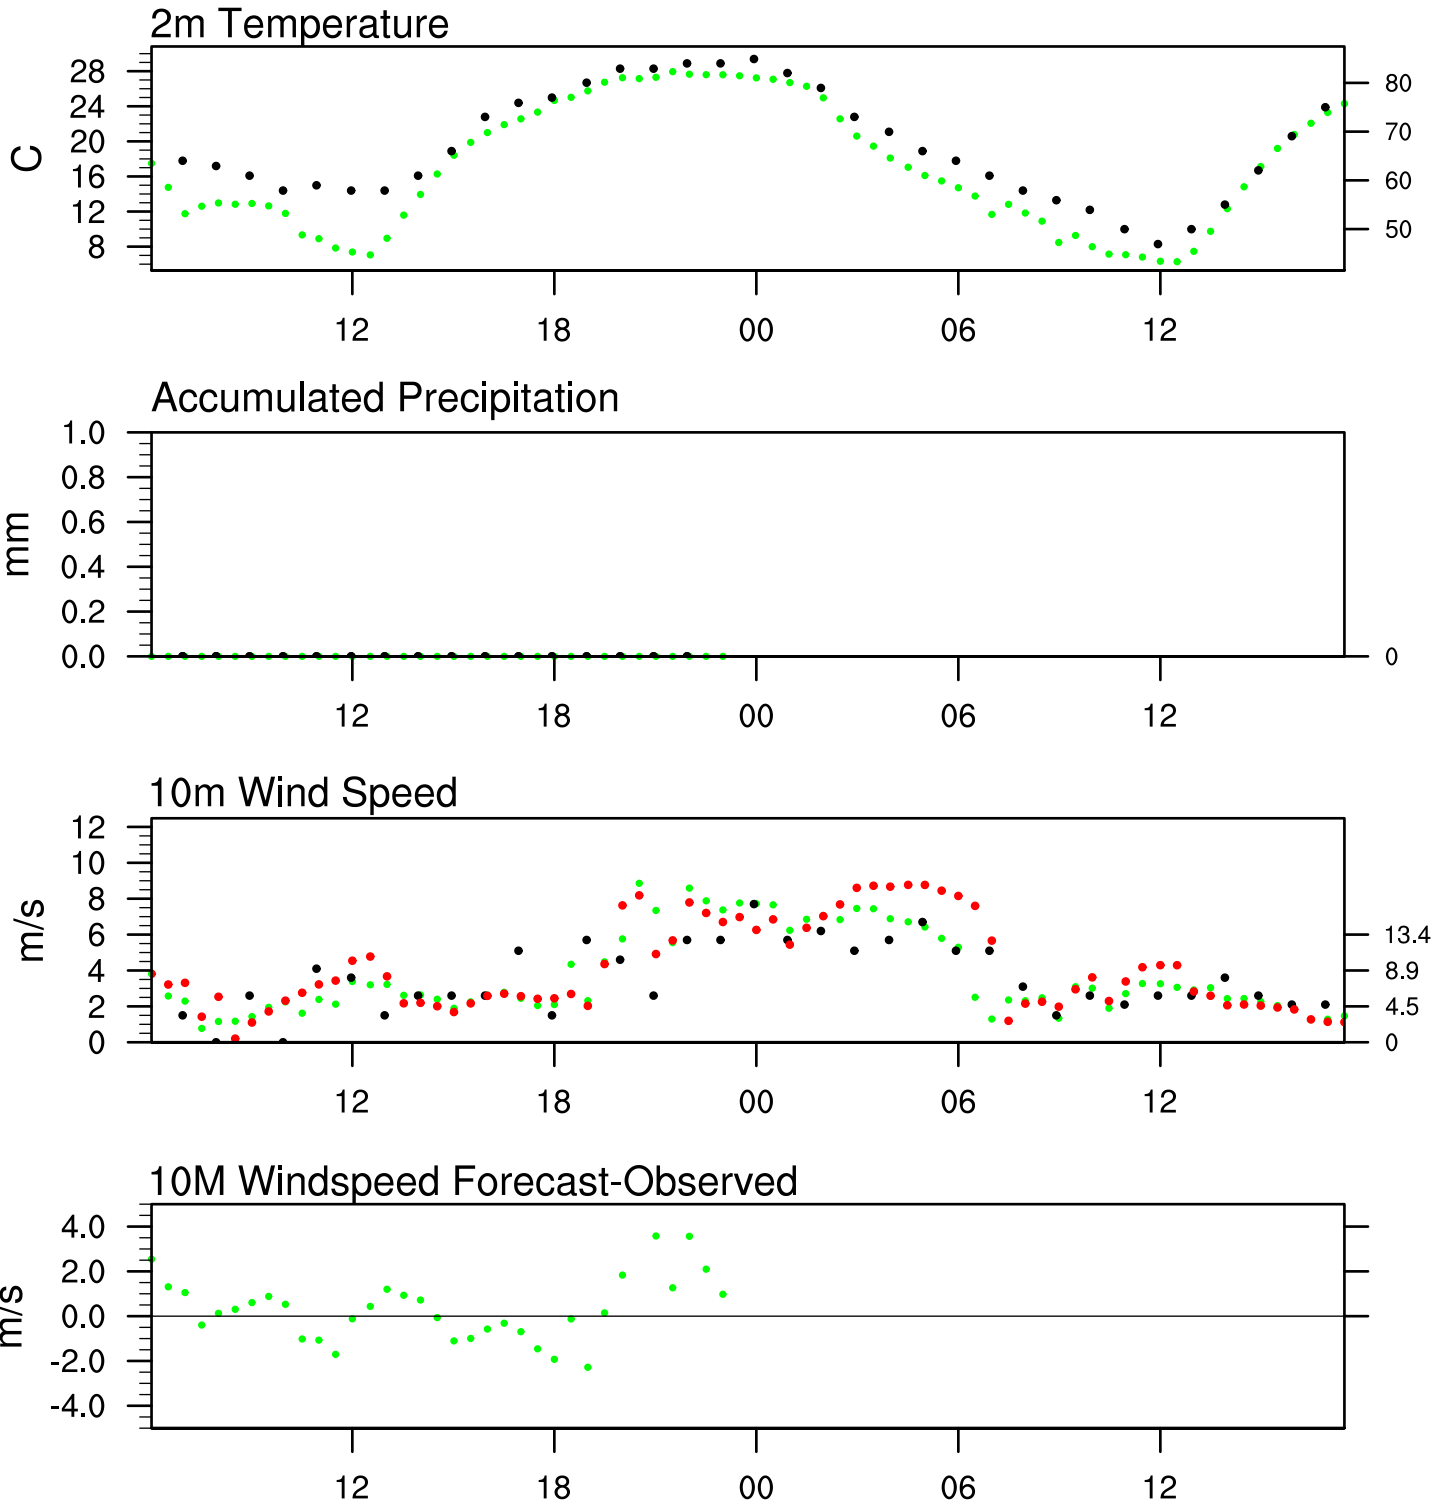 2m Temperature
28
24
20
16
12
8
C
80
70
60
50
12 18 00 06 12
Accumulated Precipitation
1.0
0.8
0.6
0.4
0.2
0.0
mm
0
12 18 00 06 12
10m Wind Speed
12
10
8
6
4
2
0
m/s
13.4
8.9
4.5
0
12 18 00 06 12
10M Windspeed Forecast-Observed
4.0
2.0
0.0
-2.0
-4.0
m/s
12 18 00 06 12